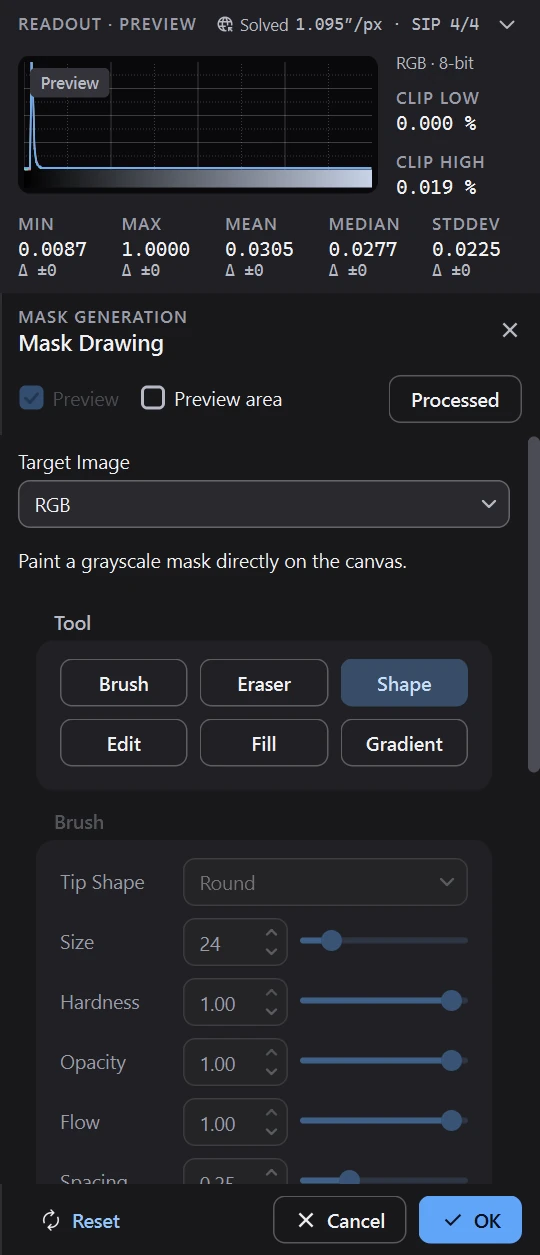 READOUT · PREVIEW Solved 1.095″/px · SIP 4/4
Preview
RGB · 8-bit
CLIP LOW
0.000 %
CLIP HIGH
0.019 %
MIN MAX MEAN MEDIAN STDDEV
0.0087 1.0000 0.0305 0.0277 0.0225
Δ ±0 Δ ±0 Δ ±0 Δ ±0 Δ ±0
MASK GENERATION
Mask Drawing
Preview Preview area Processed
Target Image
RGB
Paint a grayscale mask directly on the canvas.
Tool
Brush Eraser Shape
Edit Fill Gradient
Brush
Tip Shape Round
Size 24
Hardness 1.00
Opacity 1.00
Flow 1.00
Spacing 0.25
Reset Cancel OK